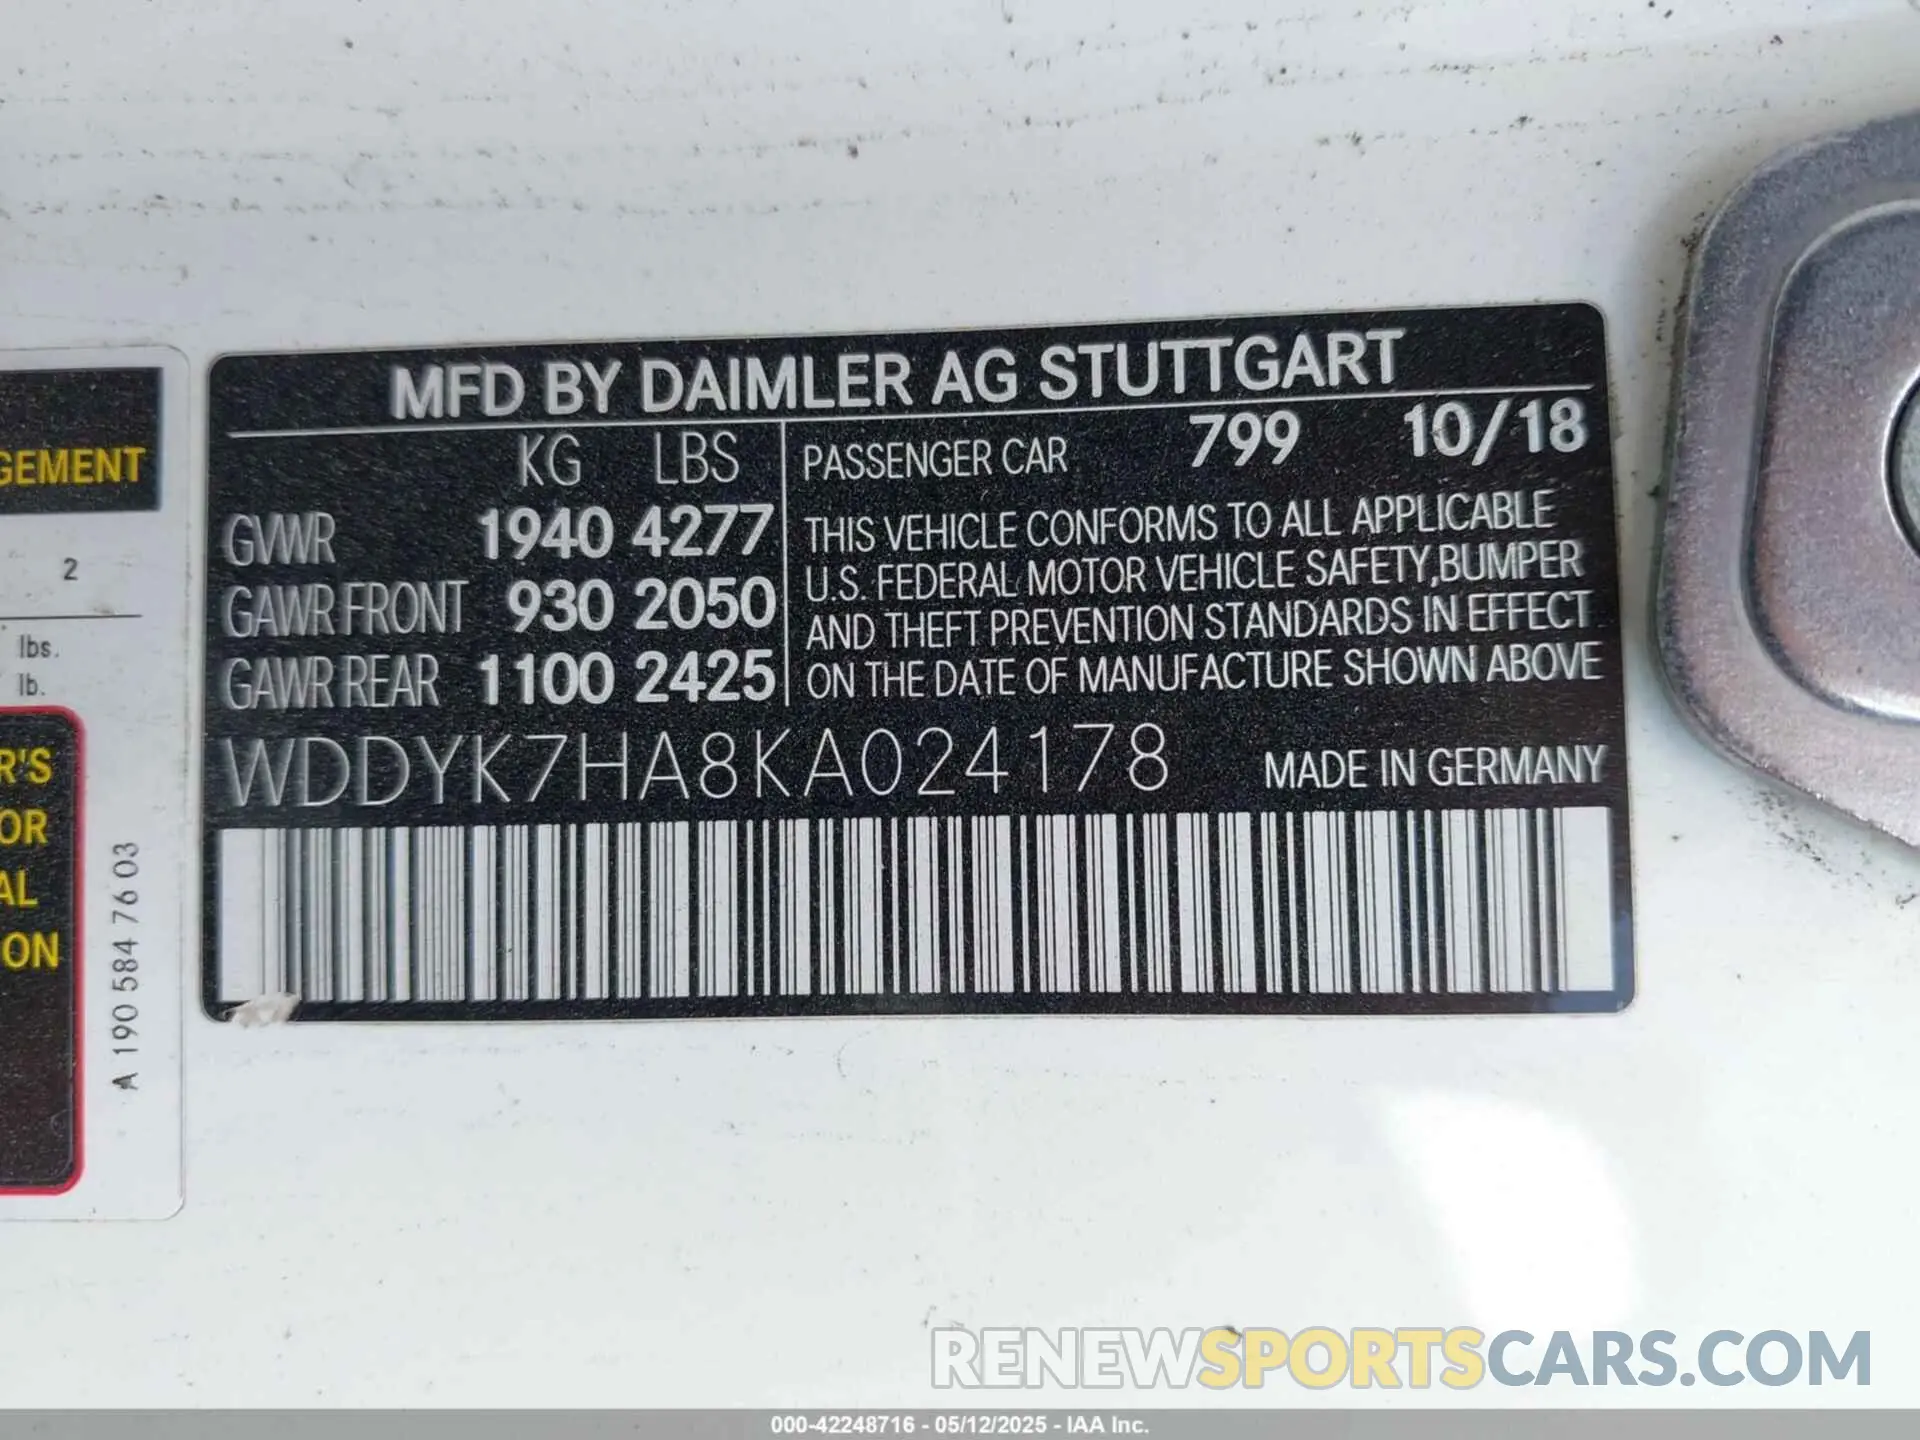 MFD BY DAIMLER AG STUTTGART
KG LBS
GVWR 1940 4277
GAWR FRONT 930 2050
GAWR REAR 1100 2425
PASSENGER CAR 799 10/18
THIS VEHICLE CONFORMS TO ALL APPLICABLE
U.S. FEDERAL MOTOR VEHICLE SAFETY, BUMPER
AND THEFT PREVENTION STANDARDS IN EFFECT
ON THE DATE OF MANUFACTURE SHOWN ABOVE
WDDYK7HA8KA024178 MADE IN GERMANY
GEMENT
2
lbs.
lb.
R'S
OR
AL
ON
A 190 584 76 03
RENEWSPORTSCARS.COM
000-42248716 - 05/12/2025 - IAA Inc.